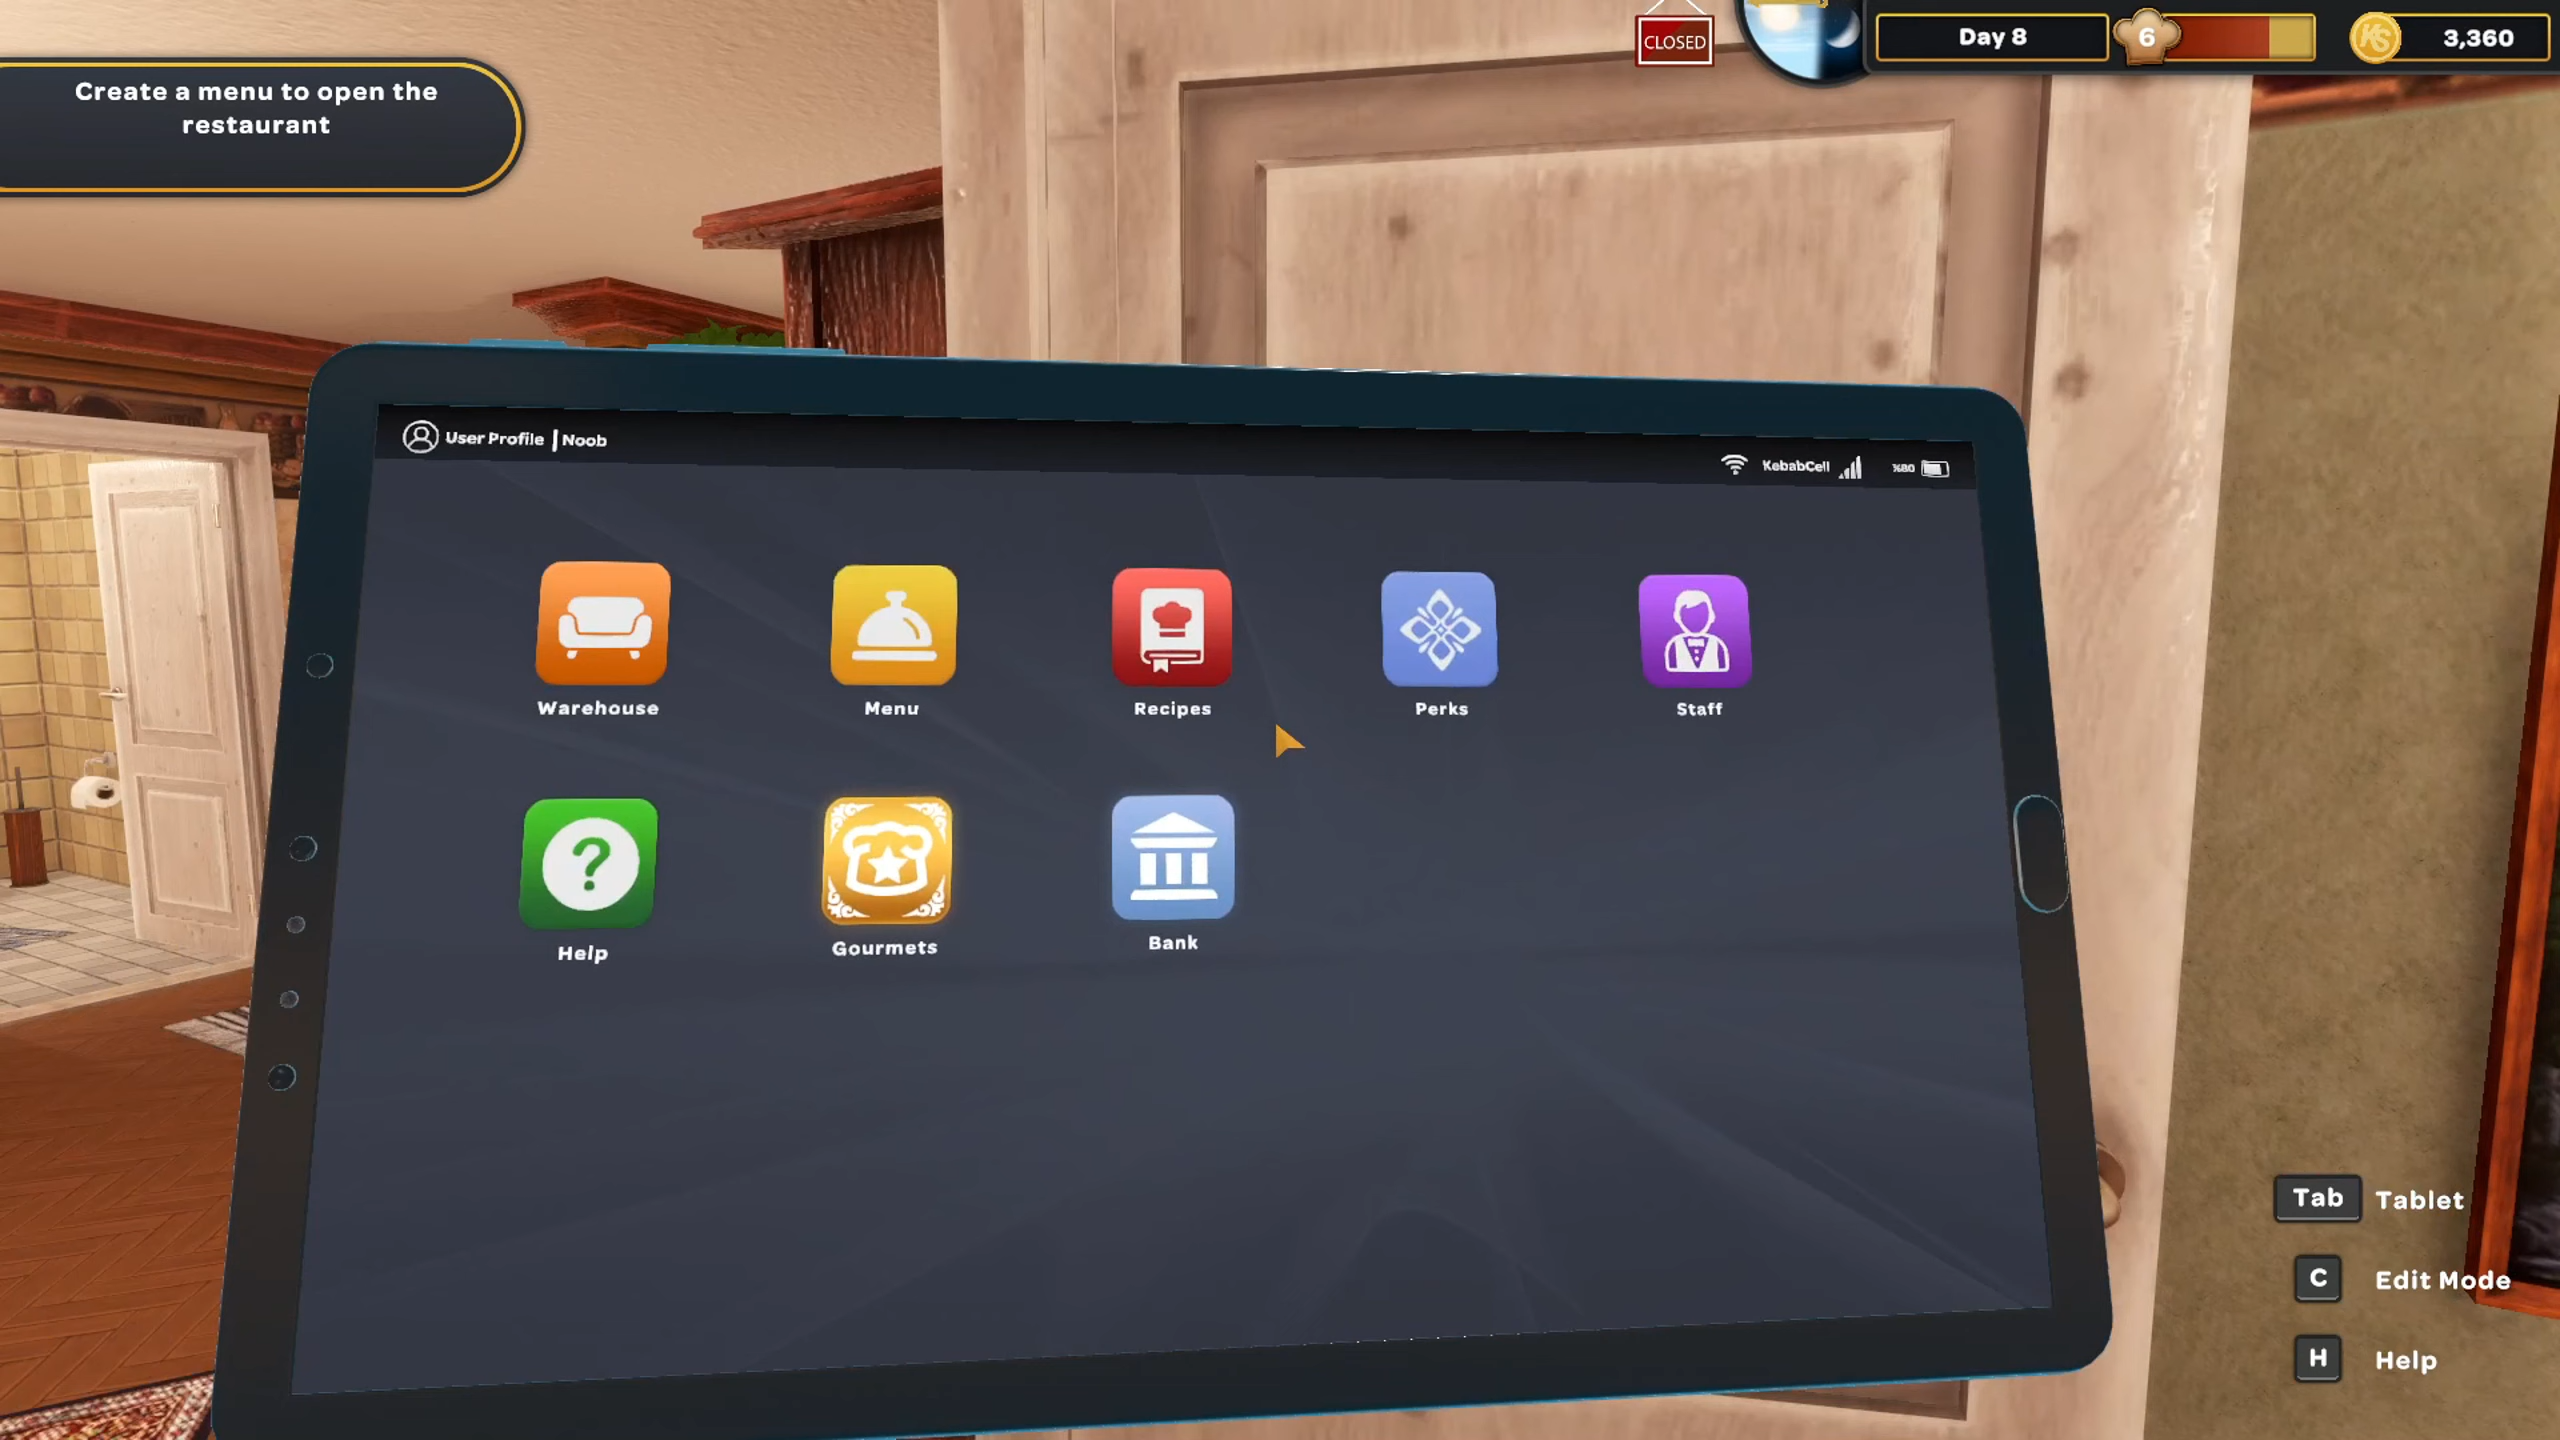 CLOSED
Day 8
6
3,360
Create a menu to open the
restaurant
User Profile | Noob
KebabCell
%80
Warehouse
Menu
Recipes
Perks
Staff
Help
Gourmets
Bank
Tab Tablet
C Edit Mode
H Help